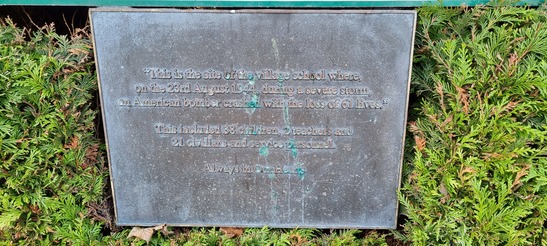 "This is the site of the village school where,
on the 23rd August 1944, during a severe storm,
an American bomber crashed with the loss of 61 lives."
This included 38 children, 2 teachers and
21 civilians and service personnel.
Always in Our